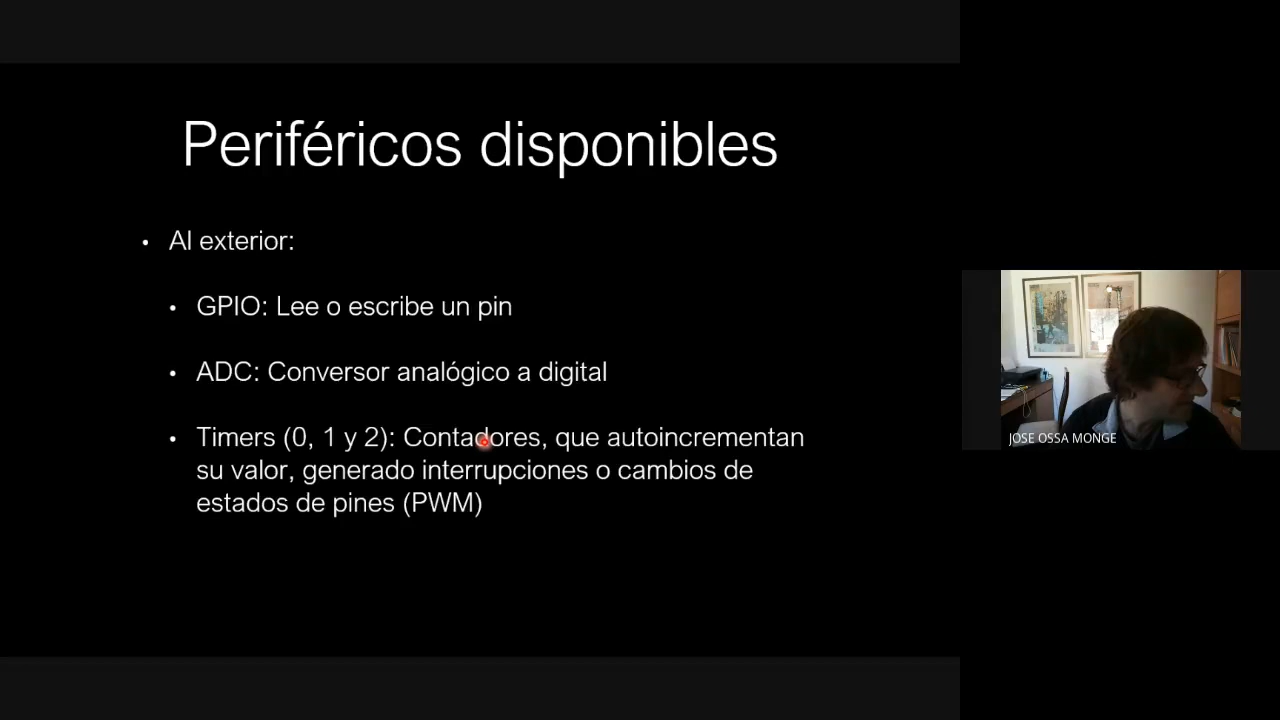 Periféricos disponibles
• Al exterior:
• GPIO: Lee o escribe un pin
• ADC: Conversor analógico a digital
• Timers (0, 1 y 2): Contadores, que autoincrementan
su valor, generado interrupciones o cambios de
estados de pines (PWM)
JOSE OSSA MONGE